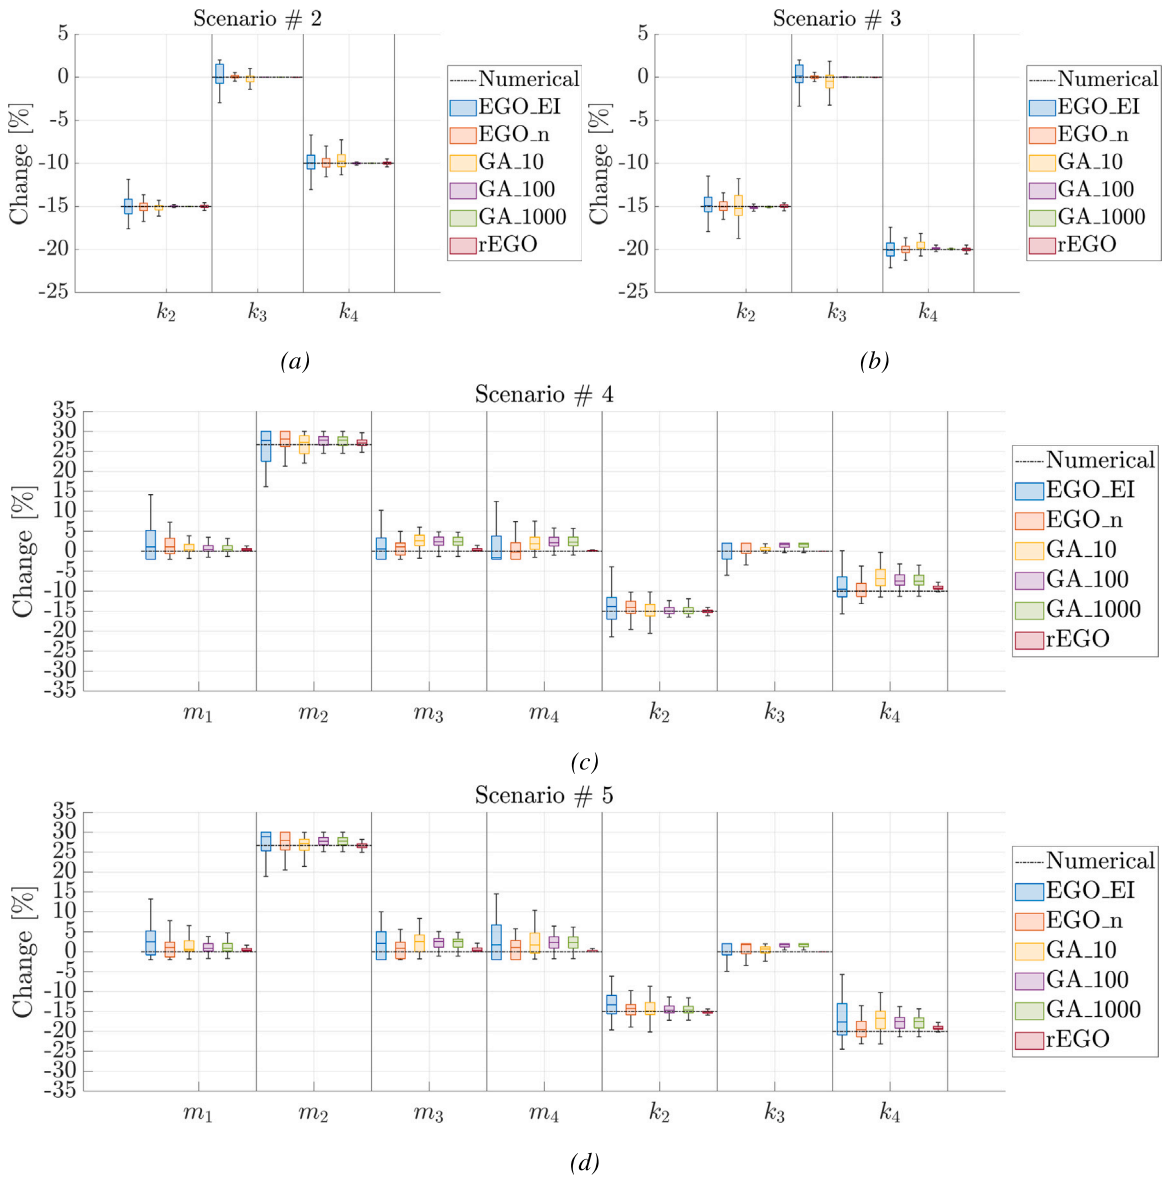 Scenario # 2
5
0
-5
-10
-15
-20
-25
Change [%]
k2
k3
k4
Numerical
EGO_EI
EGO_n
GA_10
GA_100
GA_1000
rEGO
(a)
Scenario # 3
5
0
-5
-10
-15
-20
-25
Change [%]
k2
k3
k4
Numerical
EGO_EI
EGO_n
GA_10
GA_100
GA_1000
rEGO
(b)
Scenario # 4
35
30
25
20
15
10
5
0
-5
-10
-15
-20
-25
-30
-35
Change [%]
m1
m2
m3
m4
k2
k3
k4
Numerical
EGO_EI
EGO_n
GA_10
GA_100
GA_1000
rEGO
(c)
Scenario # 5
35
30
25
20
15
10
5
0
-5
-10
-15
-20
-25
-30
-35
Change [%]
m1
m2
m3
m4
k2
k3
k4
Numerical
EGO_EI
EGO_n
GA_10
GA_100
GA_1000
rEGO
(d)